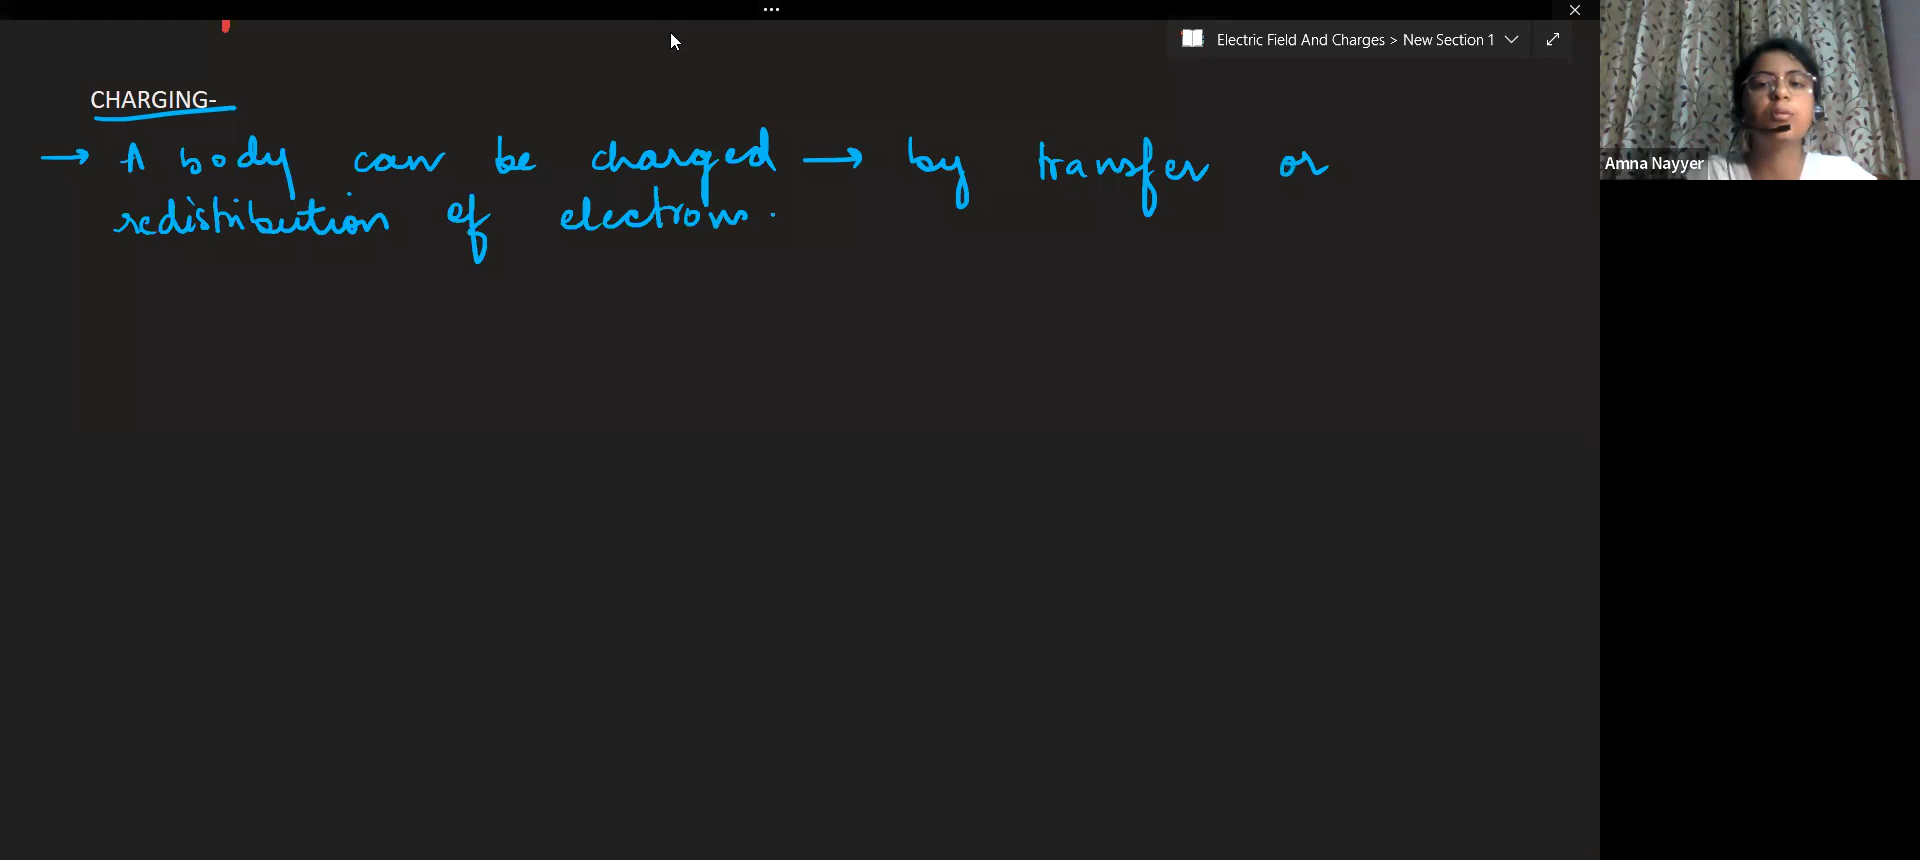 Electric Field And Charges > New Section 1
CHARGING-
→ A body can be charged → by transfer or
redistribution of electrons.
Amna Nayyer